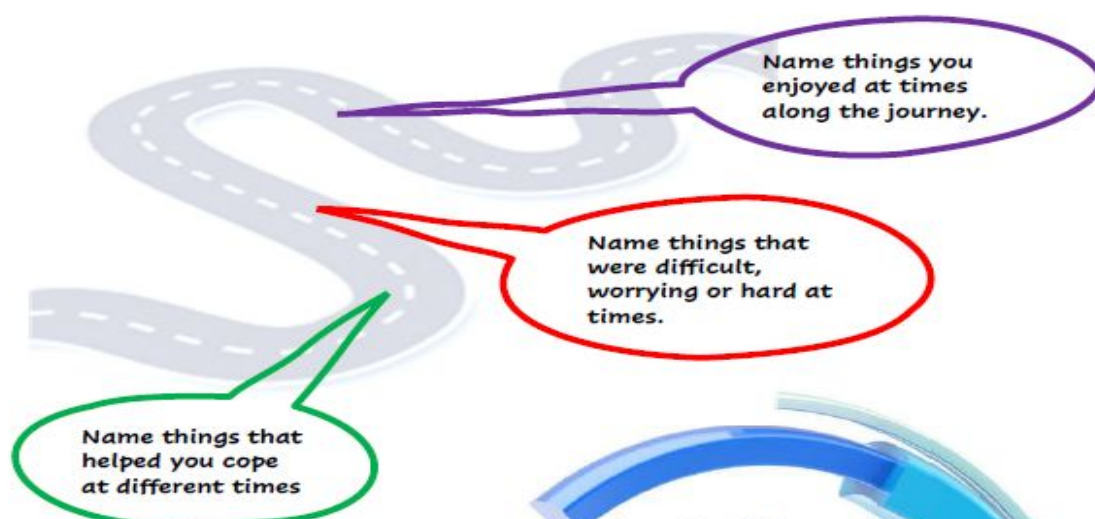 Name things you
enjoyed at times
along the journey.
Name things that
were difficult,
worrying or hard at
times.
Name things that
helped you cope
at different times